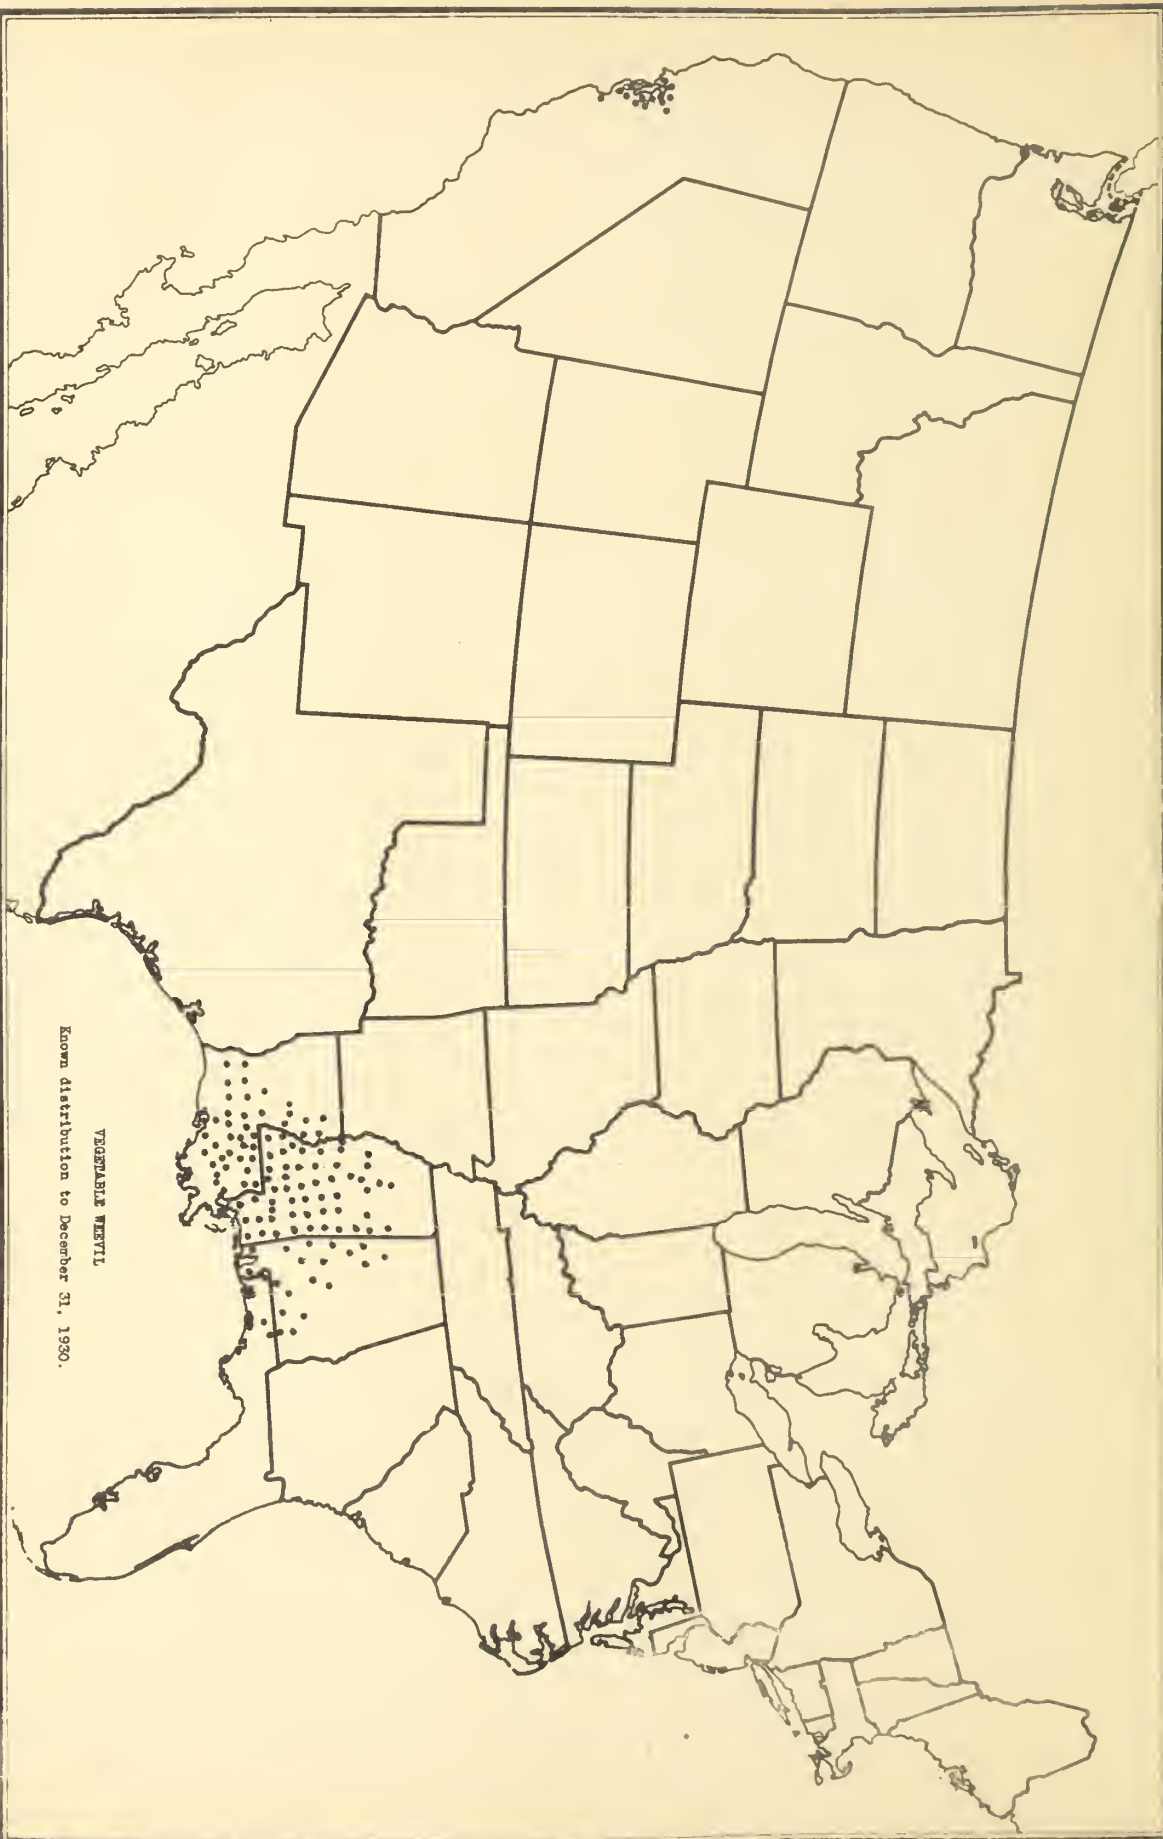 VEGETABLE WEEVIL
Known distribution to December 31, 1930.